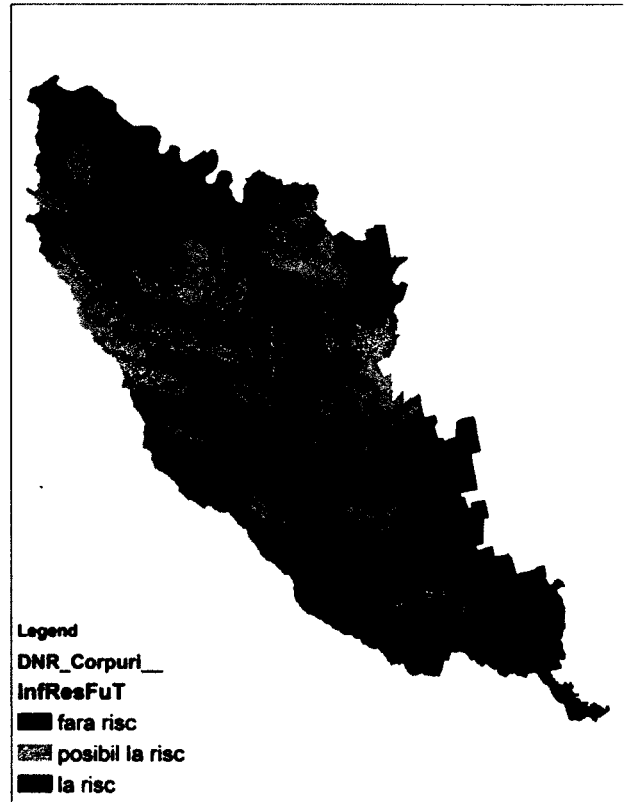 Legend
DNR_Corpuri__
InfResFuT
fara risc
posibil la risc
la risc